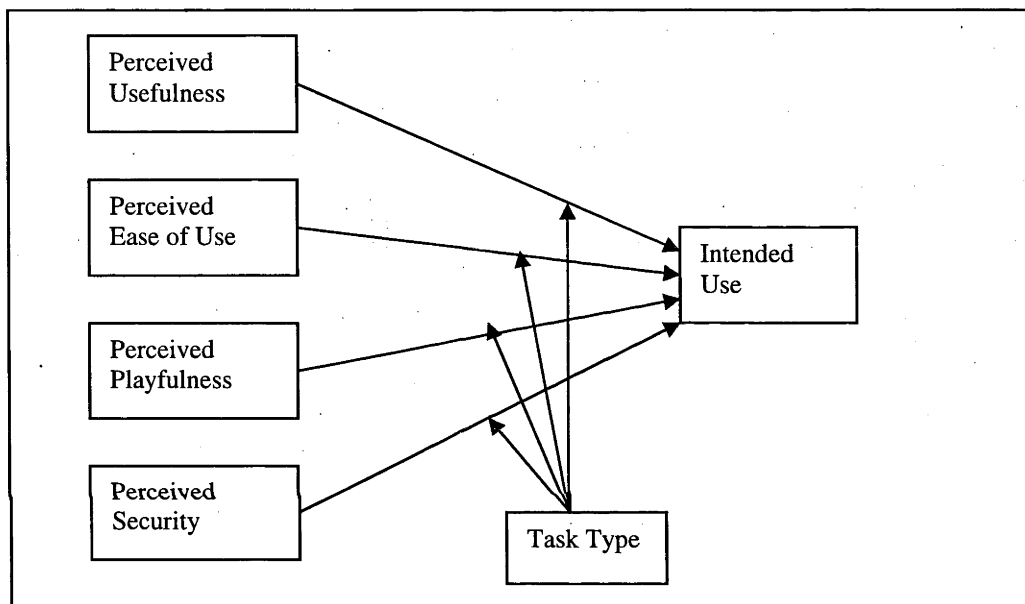 Perceived
Usefulness
Perceived
Ease of Use
Intended
Use
Perceived
Playfulness
Perceived
Security
Task Type